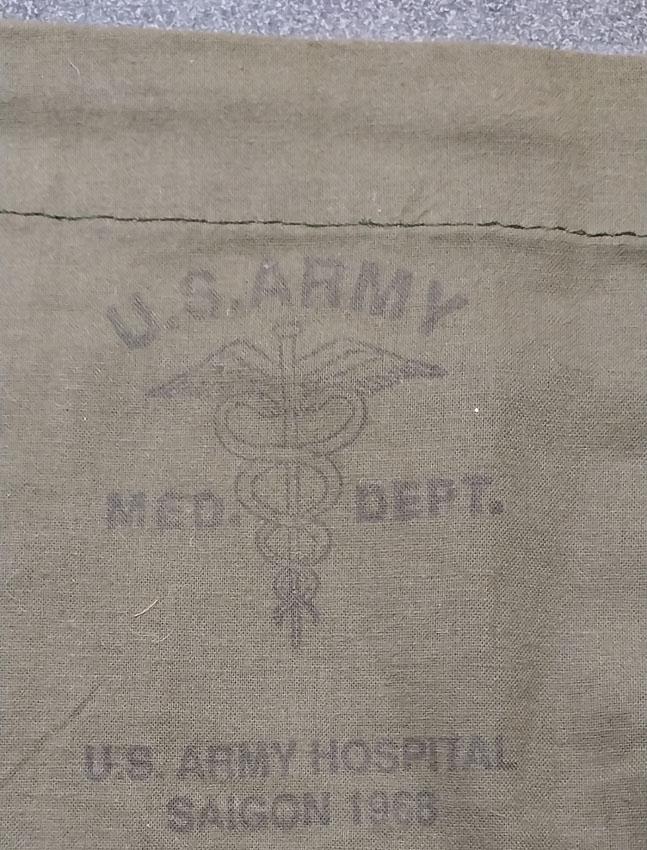 U.S. ARMY
MED. DEPT.
U.S. ARMY HOSPITAL
SAIGON 1968